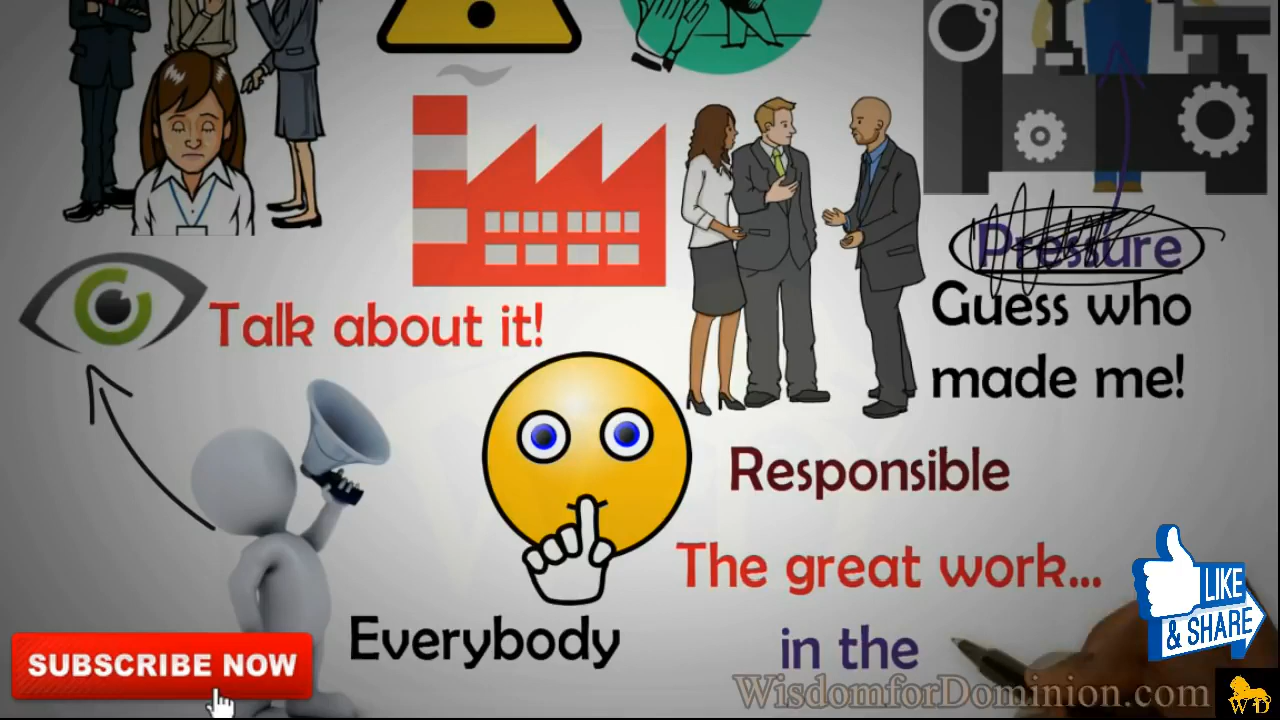 Pressure
Guess who
made me!
Talk about it!
Responsible
The great work...
in the
Everybody
SUBSCRIBE NOW
LIKE
& SHARE
WisdomforDominion.com
WD